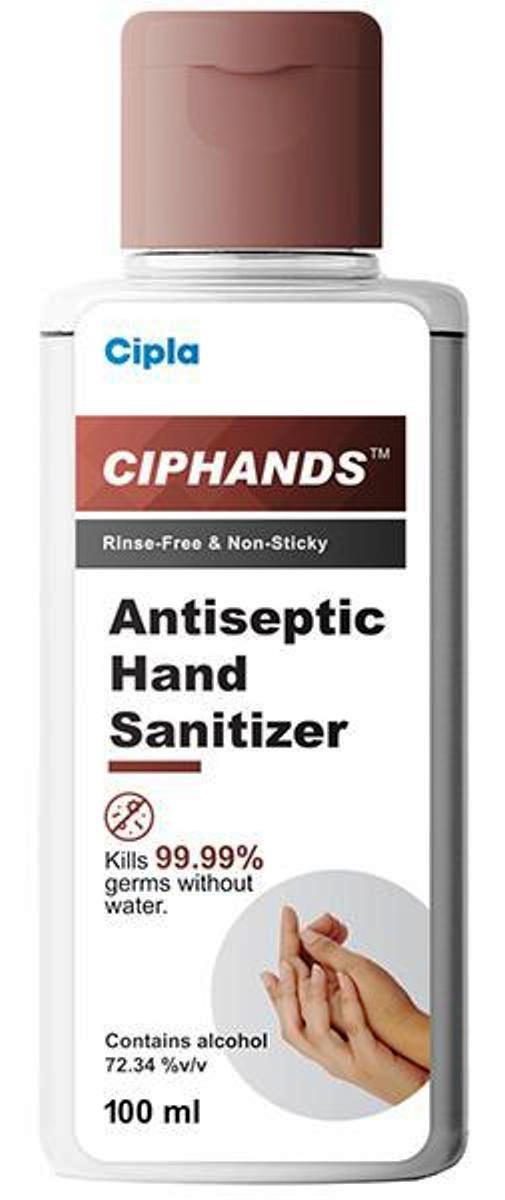 Cipla
CIPHANDS™
Rinse-Free & Non-Sticky
Antiseptic
Hand
Sanitizer
Kills 99.99%
germs without
water.
Contains alcohol
72.34 %v/v
100 ml